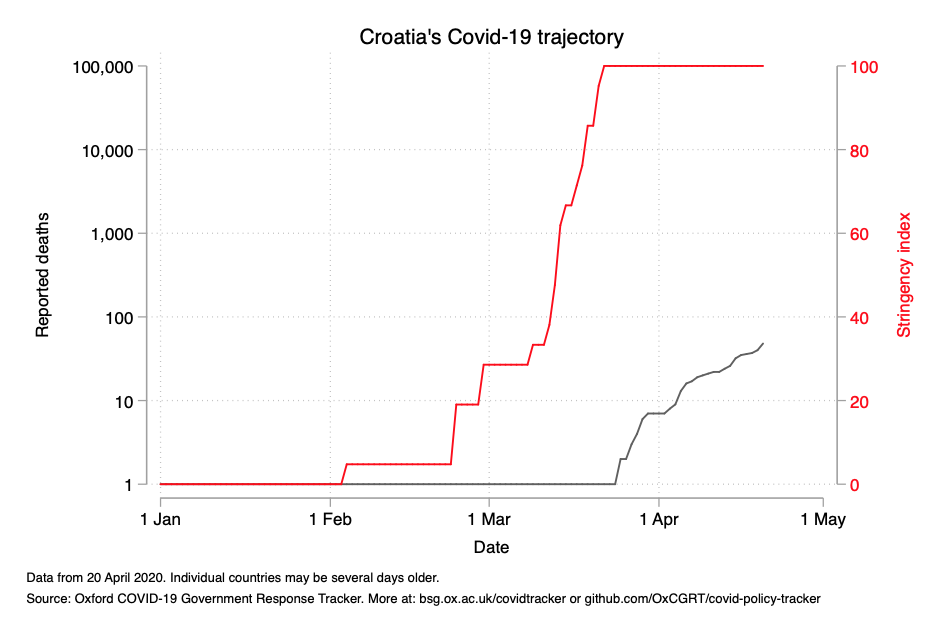 Croatia's Covid-19 trajectory
Reported deaths
100,000
10,000
1,000
100
10
1
Stringency index
100
80
60
40
20
0
1 Jan
1 Feb
1 Mar
1 Apr
1 May
Date
Data from 20 April 2020. Individual countries may be several days older.
Source: Oxford COVID-19 Government Response Tracker. More at: bsg.ox.ac.uk/covidtracker or github.com/OxCGRT/covid-policy-tracker